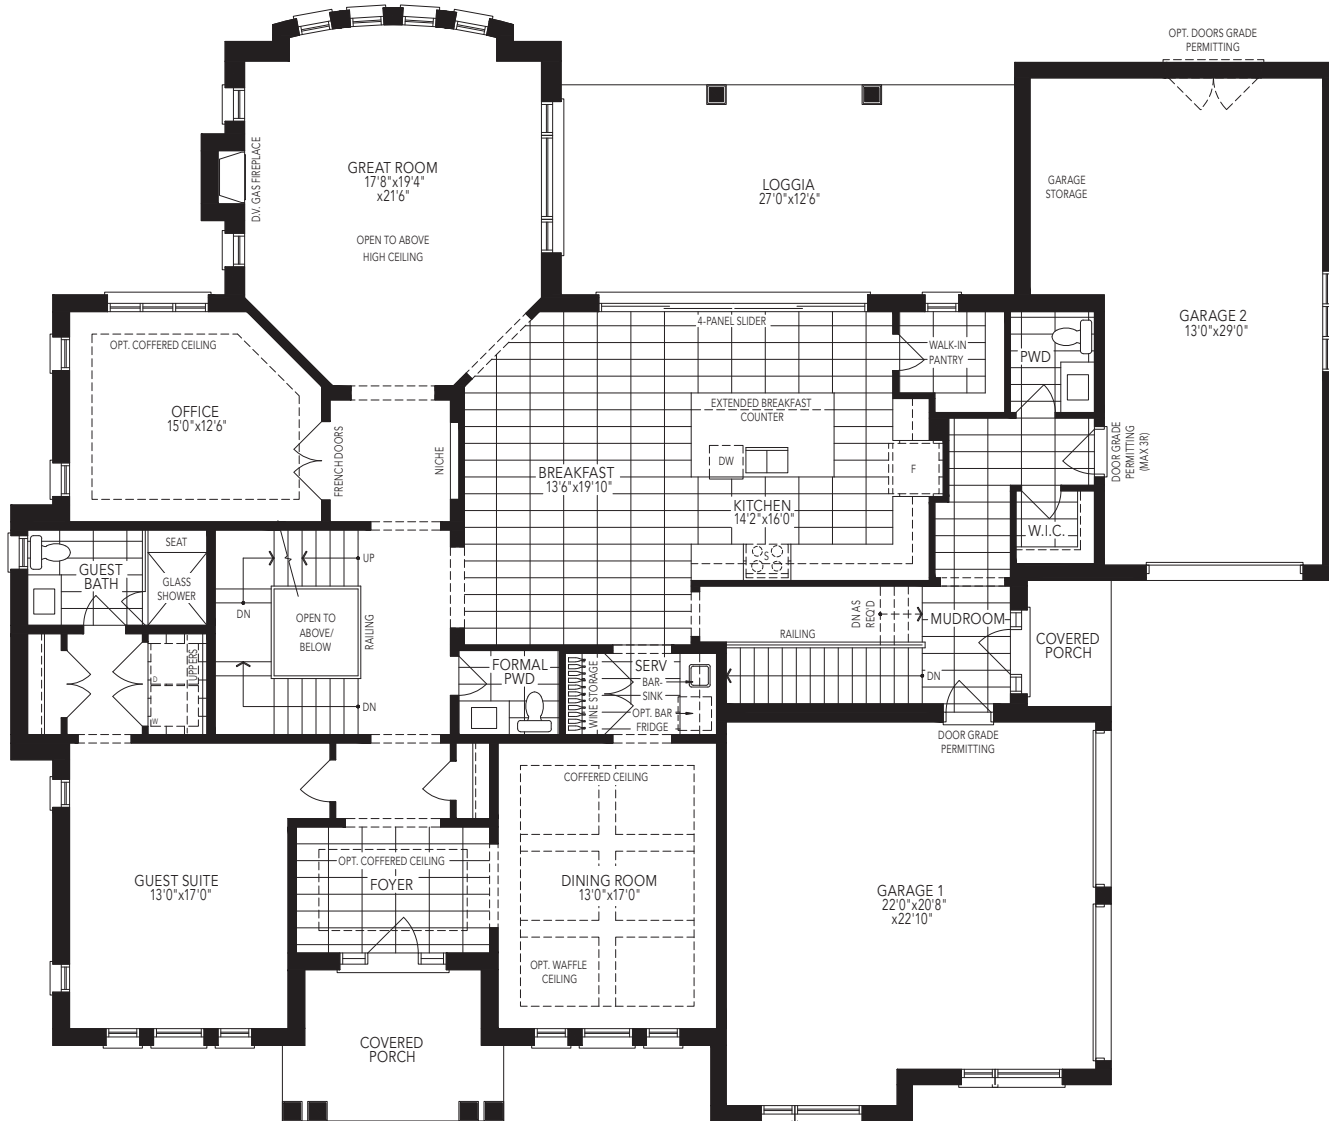 OPT. DOORS GRADE
PERMITTING
D.V. GAS FIREPLACE
GREAT ROOM
17'8"x19'4"
x21'6"
OPEN TO ABOVE
HIGH CEILING
LOGGIA
27'0"x12'6"
GARAGE
STORAGE
GARAGE 2
13'0"x29'0"
OPT. COFFERED CEILING
OFFICE
15'0"x12'6"
FRENCH DOORS
NICHE
4-PANEL SLIDER
WALK-IN
PANTRY
PWD
EXTENDED BREAKFAST
COUNTER
DW
F
BREAKFAST
13'6"x19'10"
KITCHEN
14'2"x16'0"
S
DOOR GRADE
PERMITTING
(MAX 3R)
W.I.C.
SEAT
GUEST
BATH
GLASS
SHOWER
UP
DN
OPEN TO
ABOVE/
BELOW
RAILING
DN
UPPERS
D
W
FORMAL
PWD
WINE STORAGE
SERV
BAR-
SINK
OPT. BAR
FRIDGE
RAILING
DN AS
REQ'D
DN
MUDROOM
COVERED
PORCH
DOOR GRADE
PERMITTING
GUEST SUITE
13'0"x17'0"
OPT. COFFERED CEILING
FOYER
COFFERED CEILING
DINING ROOM
13'0"x17'0"
OPT. WAFFLE
CEILING
GARAGE 1
22'0"x20'8"
x22'10"
COVERED
PORCH